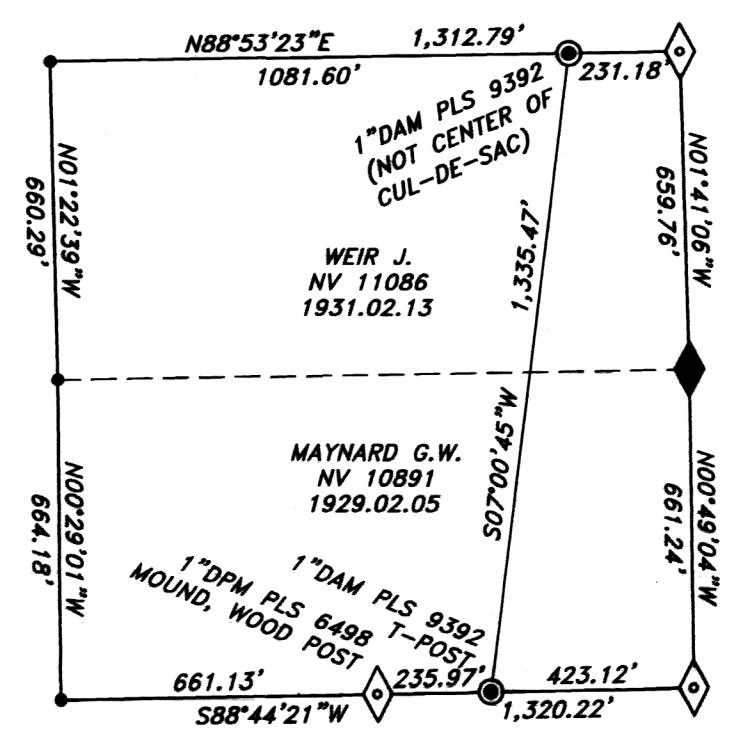 N88°53'23"E 1,312.79'
1081.60' 231.18'
1"DAM PLS 9392
(NOT CENTER OF
CUL-DE-SAC)
N01°22'39"W
660.29'
N01°41'06"W
659.76'
1,335.47'
WEIR J.
NV 11086
1931.02.13
S07°00'45"W
MAYNARD G.W.
NV 10891
1929.02.05
N00°29'01"W
664.18'
N00°49'04"W
661.24'
1"DPM PLS 6498
MOUND, WOOD POST
1"DAM PLS 9392
T-POST
661.13' 235.97' 423.12'
S88°44'21"W 1,320.22'